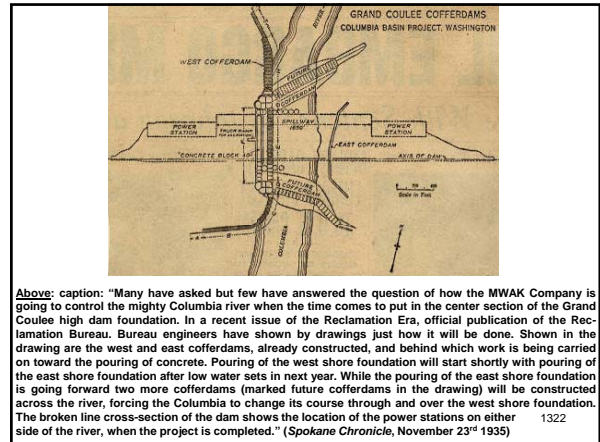 GRAND COULEE COFFERDAMS
COLUMBIA BASIN PROJECT, WASHINGTON
RIVER
WEST COFFERDAM
FUTURE
COFFERDAM
POWER
STATION
SPILLWAY
1650'
POWER
STATION
"CONCRETE BLOCK 40"
EAST COFFERDAM
AXIS OF DAM
FUTURE
COFFERDAM
Scale in Feet
COLUMBIA
Above: caption: “Many have asked but few have answered the question of how the MWAK Company is
going to control the mighty Columbia river when the time comes to put in the center section of the Grand
Coulee high dam foundation. In a recent issue of the Reclamation Era, official publication of the Rec-
lamation Bureau. Bureau engineers have shown by drawings just how it will be done. Shown in the
drawing are the west and east cofferdams, already constructed, and behind which work is being carried
on toward the pouring of concrete. Pouring of the west shore foundation will start shortly with pouring of
the east shore foundation after low water sets in next year. While the pouring of the east shore foundation
is going forward two more cofferdams (marked future cofferdams in the drawing) will be constructed
across the river, forcing the Columbia to change its course through and over the west shore foundation.
The broken line cross-section of the dam shows the location of the power stations on either
side of the river, when the project is completed.” (Spokane Chronicle, November 23rd 1935)
1322